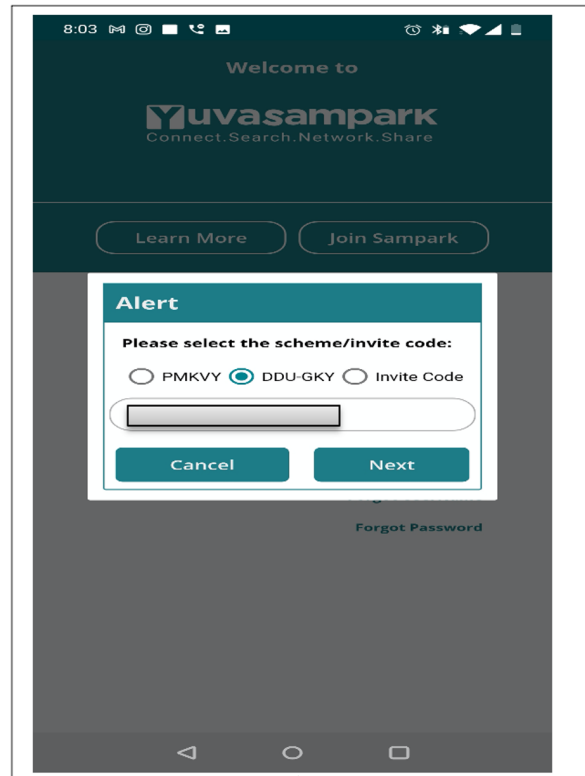 8:03
Welcome to
Yuvasampark
Connect.Search.Network.Share
Learn More Join Sampark
Alert
Please select the scheme/invite code:
PMKVY DDU-GKY Invite Code
Cancel Next
Forgot Password